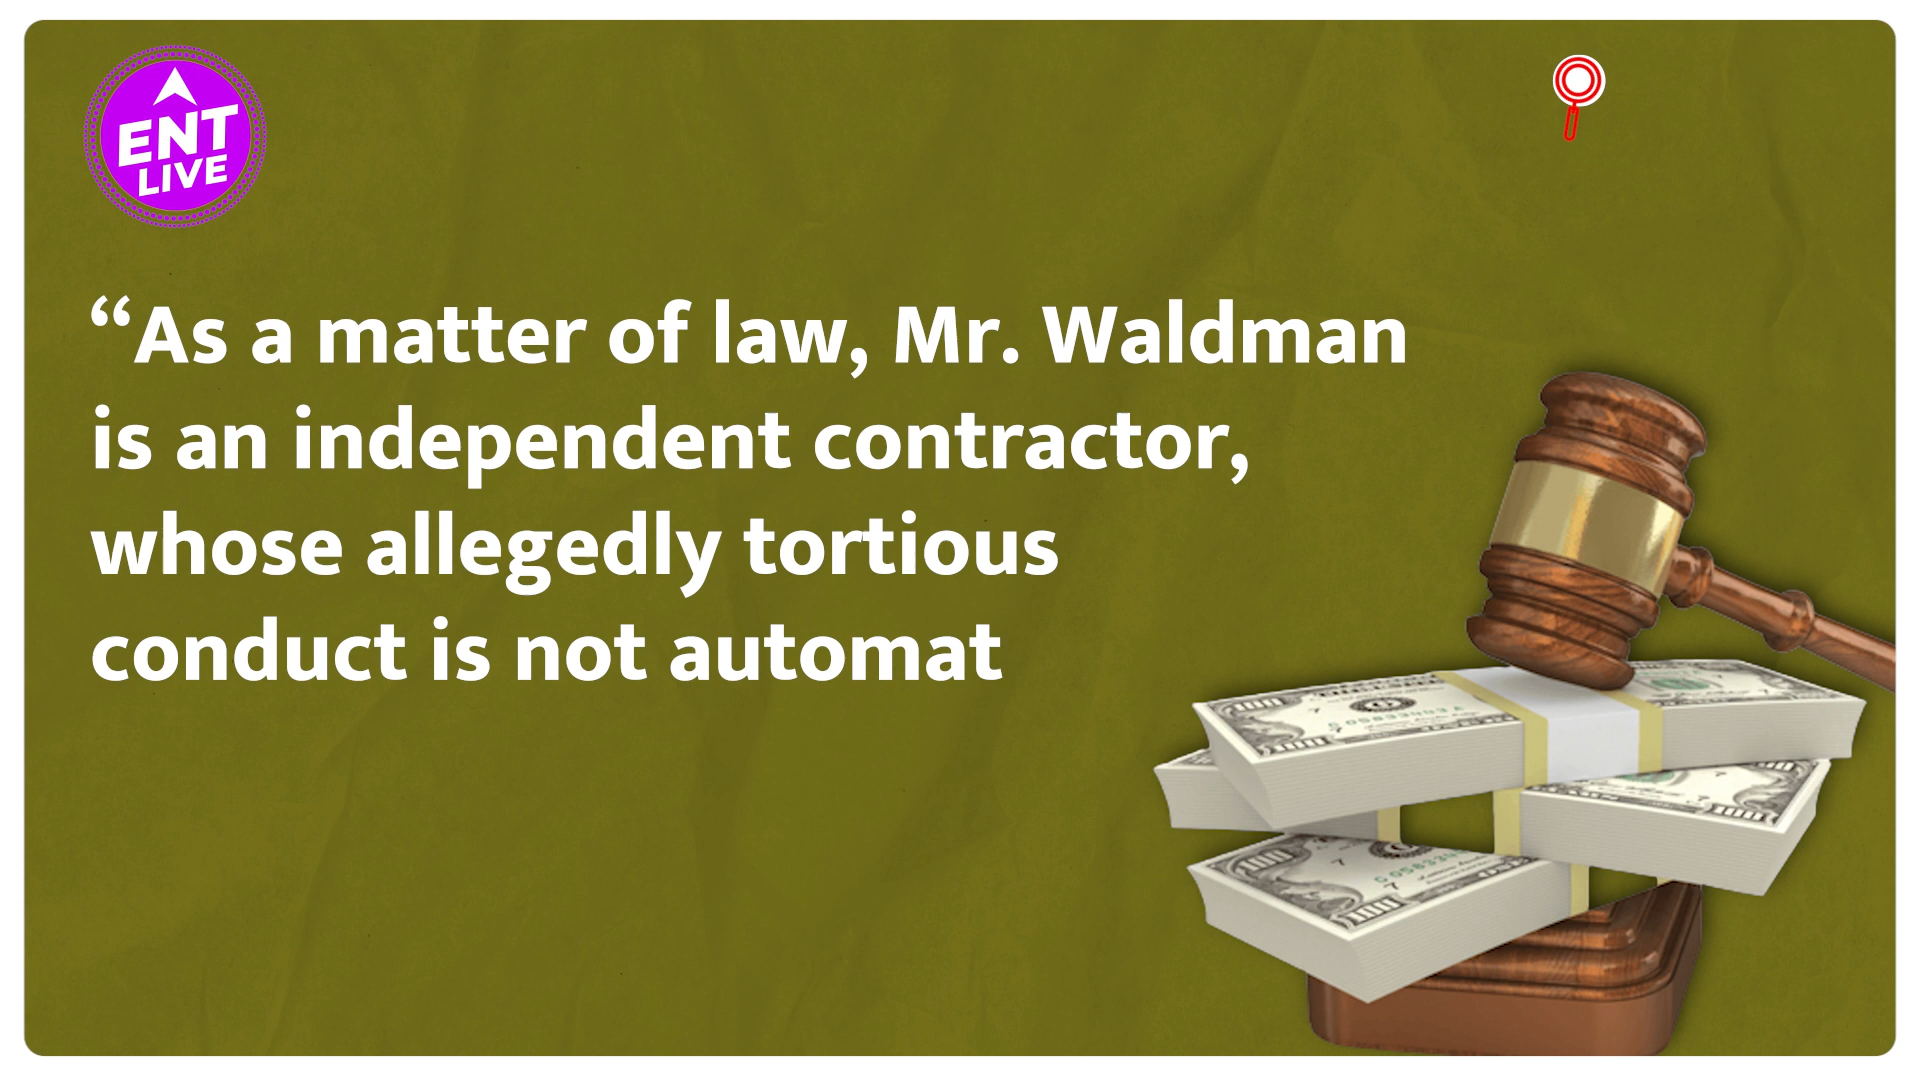 ENT
LIVE
“As a matter of law, Mr. Waldman
is an independent contractor,
whose allegedly tortious
conduct is not automat